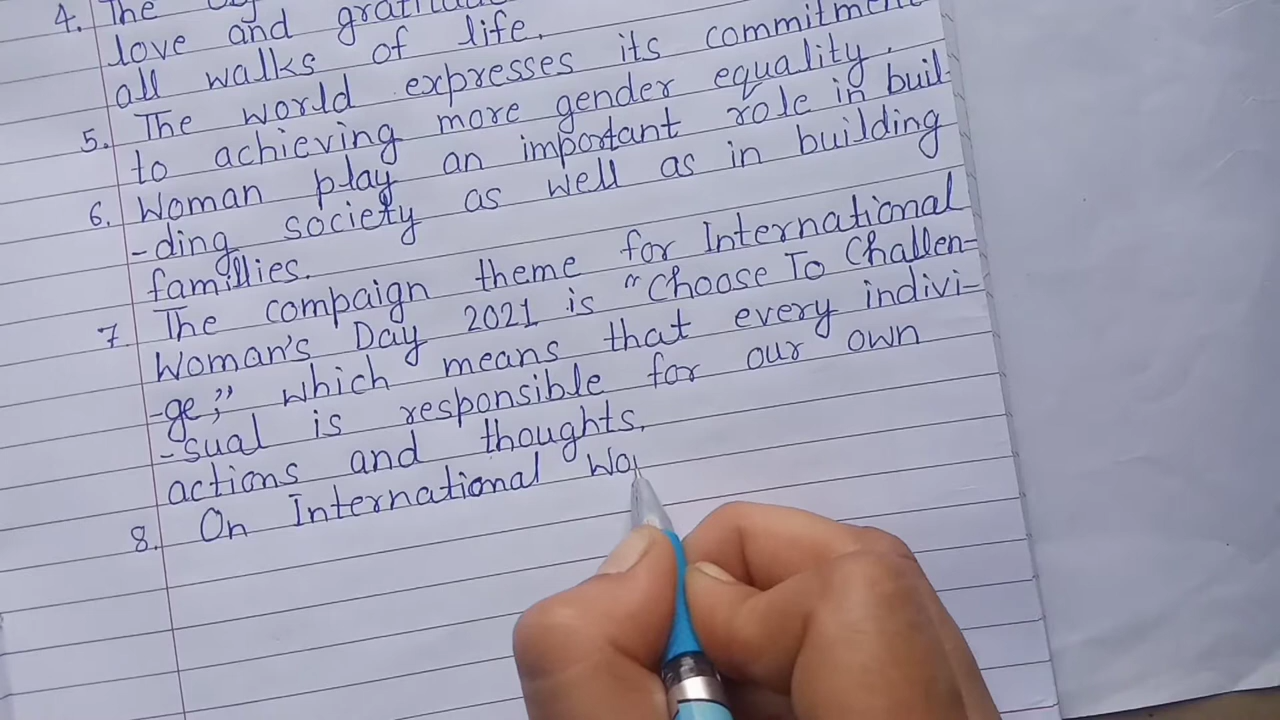 4. The
love and gratitude
all walks of life.
5. The world expresses its commitment
to achieving more gender equality.
6. Woman play an important role in buil-
-ding society as well as in building
famillies.
7. The compaign theme for International
Woman's Day 2021 is "Choose To Challen-
-ge," which means that every indivi-
-sual is responsible for our own
actions and thoughts.
8. On International Wo